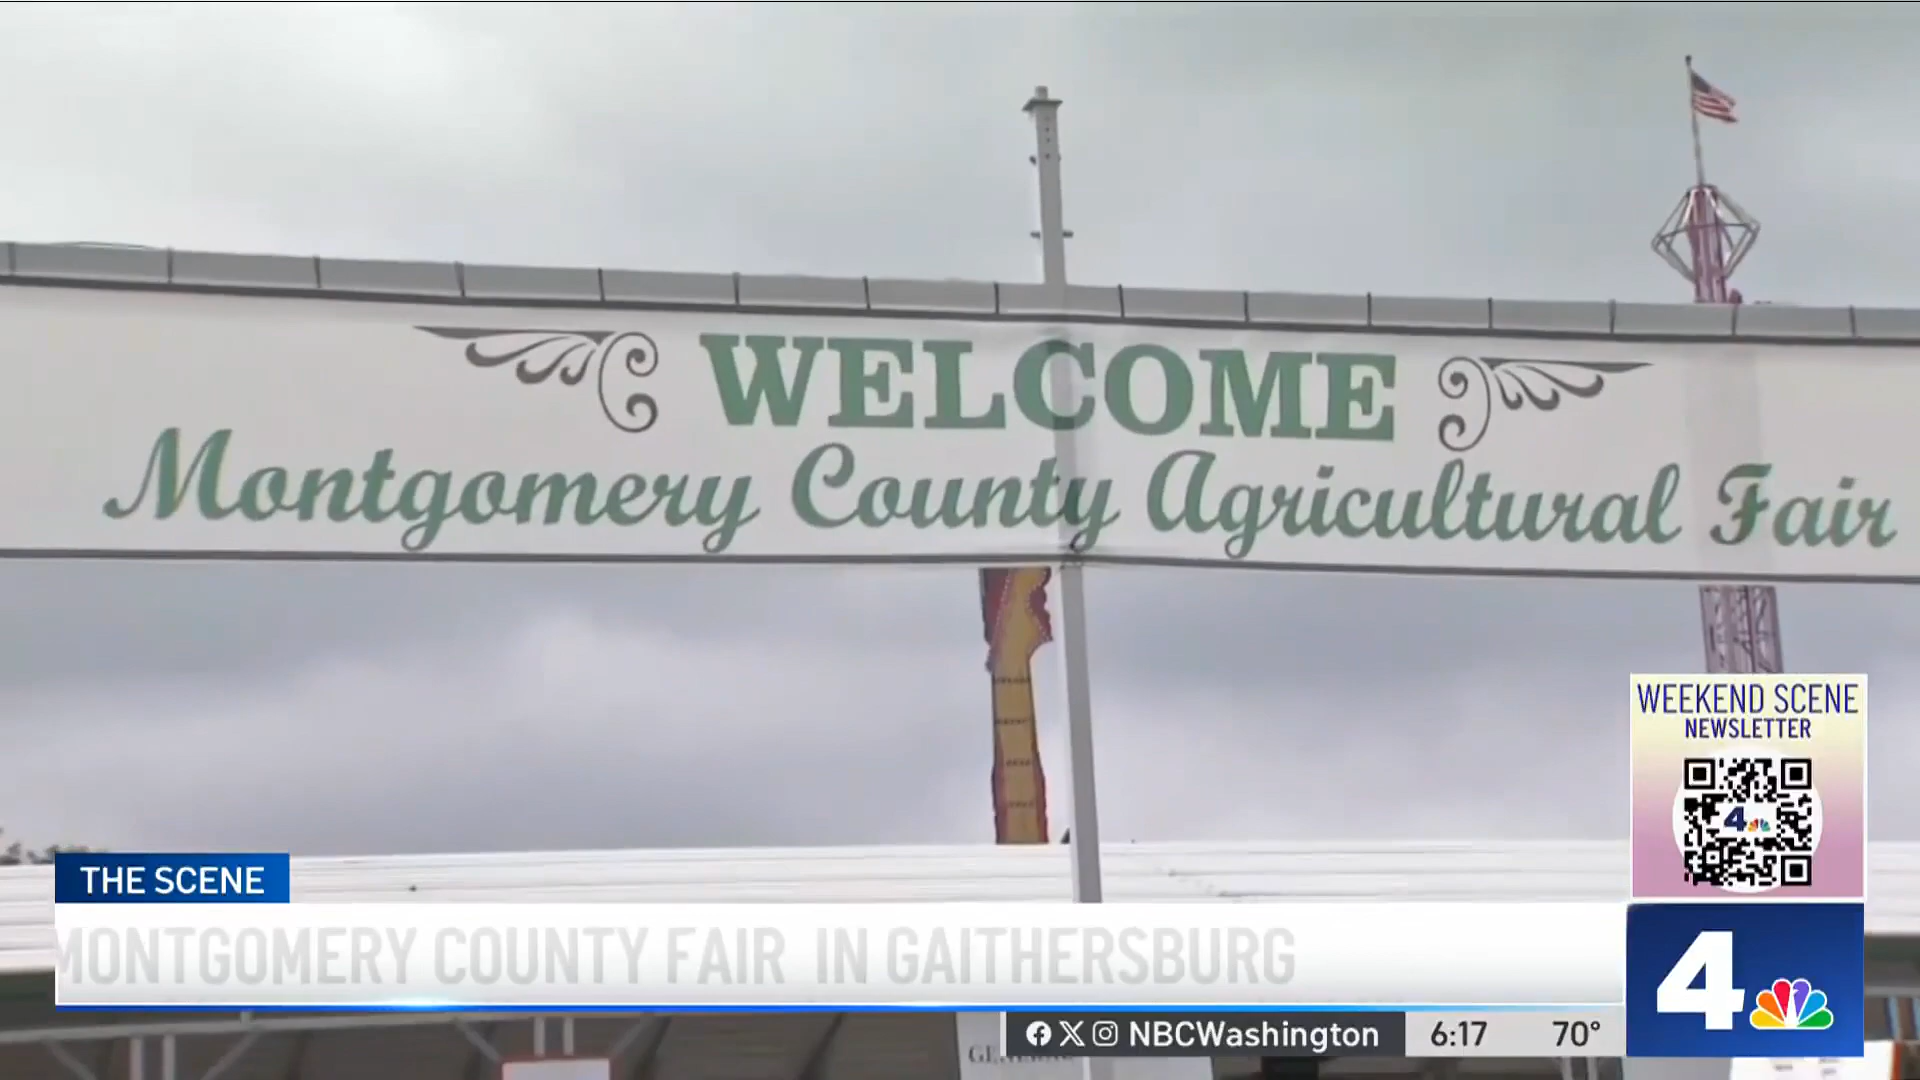 WELCOME
Montgomery County Agricultural Fair
WEEKEND SCENE
NEWSLETTER
4
THE SCENE
MONTGOMERY COUNTY FAIR IN GAITHERSBURG
4
NBCWashington
6:17
70°